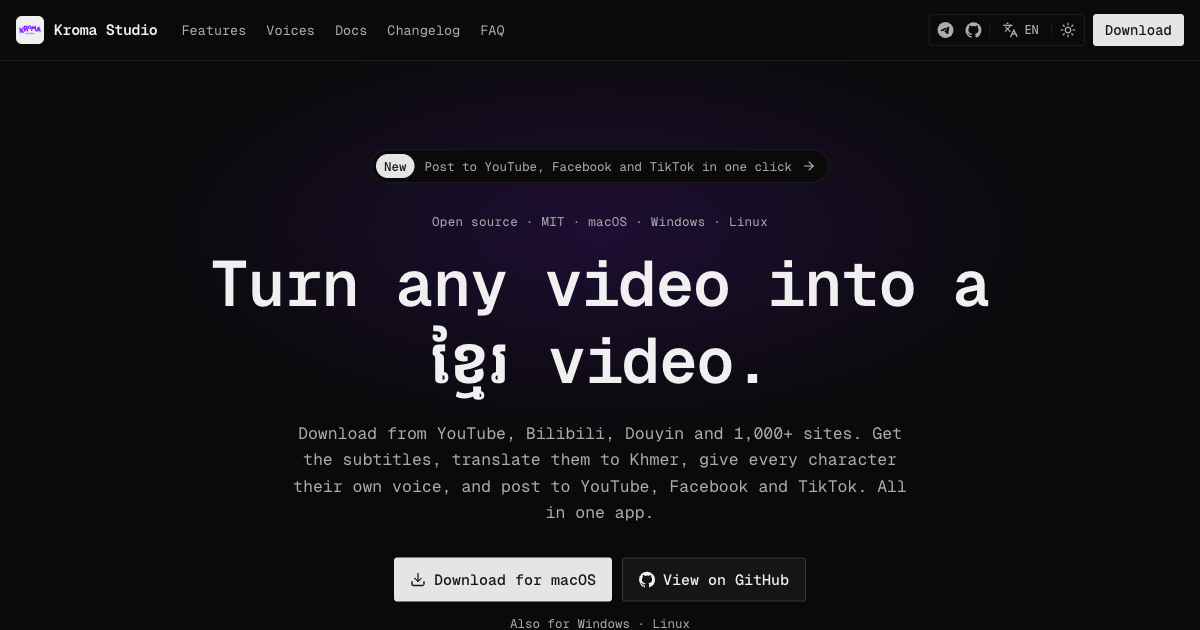 KROMA
Kroma Studio
Features
Voices
Docs
Changelog
FAQ
EN
Download
New
Post to YouTube, Facebook and TikTok in one click
Open source · MIT · macOS · Windows · Linux
Turn any video into a
ខ្មែរ video.
Download from YouTube, Bilibili, Douyin and 1,000+ sites. Get
the subtitles, translate them to Khmer, give every character
their own voice, and post to YouTube, Facebook and TikTok. All
in one app.
Download for macOS
View on GitHub
Also for Windows · Linux